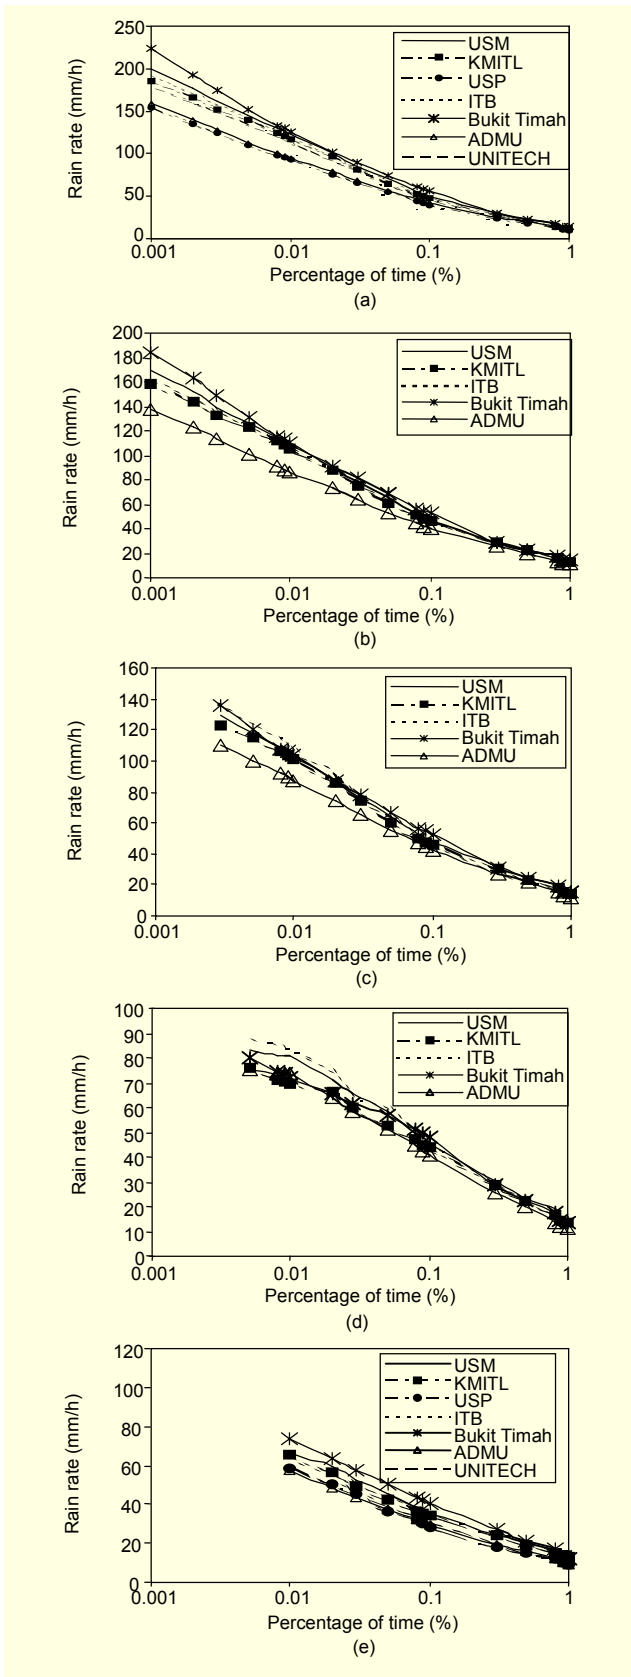 250
200
150
100
50
0
Rain rate (mm/h)
USM
KMITL
USP
ITB
Bukit Timah
ADMU
UNITECH
0.001 0.01 0.1 1
Percentage of time (%)
(a)
200
180
160
140
120
100
80
60
40
20
0
Rain rate (mm/h)
USM
KMITL
ITB
Bukit Timah
ADMU
0.001 0.01 0.1 1
Percentage of time (%)
(b)
160
140
120
100
80
60
40
20
0
Rain rate (mm/h)
USM
KMITL
ITB
Bukit Timah
ADMU
0.001 0.01 0.1 1
Percentage of time (%)
(c)
100
90
80
70
60
50
40
30
20
10
0
Rain rate (mm/h)
USM
KMITL
ITB
Bukit Timah
ADMU
0.001 0.01 0.1 1
Percentage of time (%)
(d)
120
100
80
60
40
20
0
Rain rate (mm/h)
USM
KMITL
USP
ITB
Bukit Timah
ADMU
UNITECH
0.001 0.01 0.1 1
Percentage of time (%)
(e)